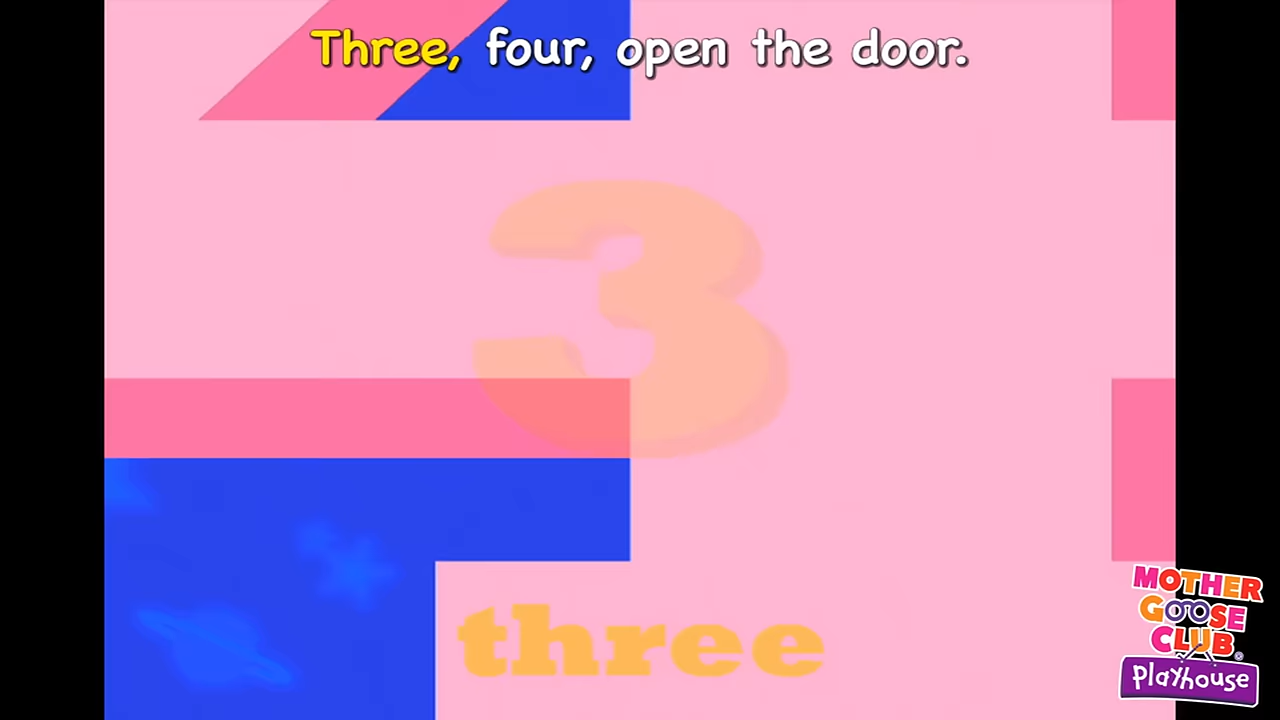 Three, four, open the door.
3
three
MOTHER
GOOSE
CLUB
Playhouse